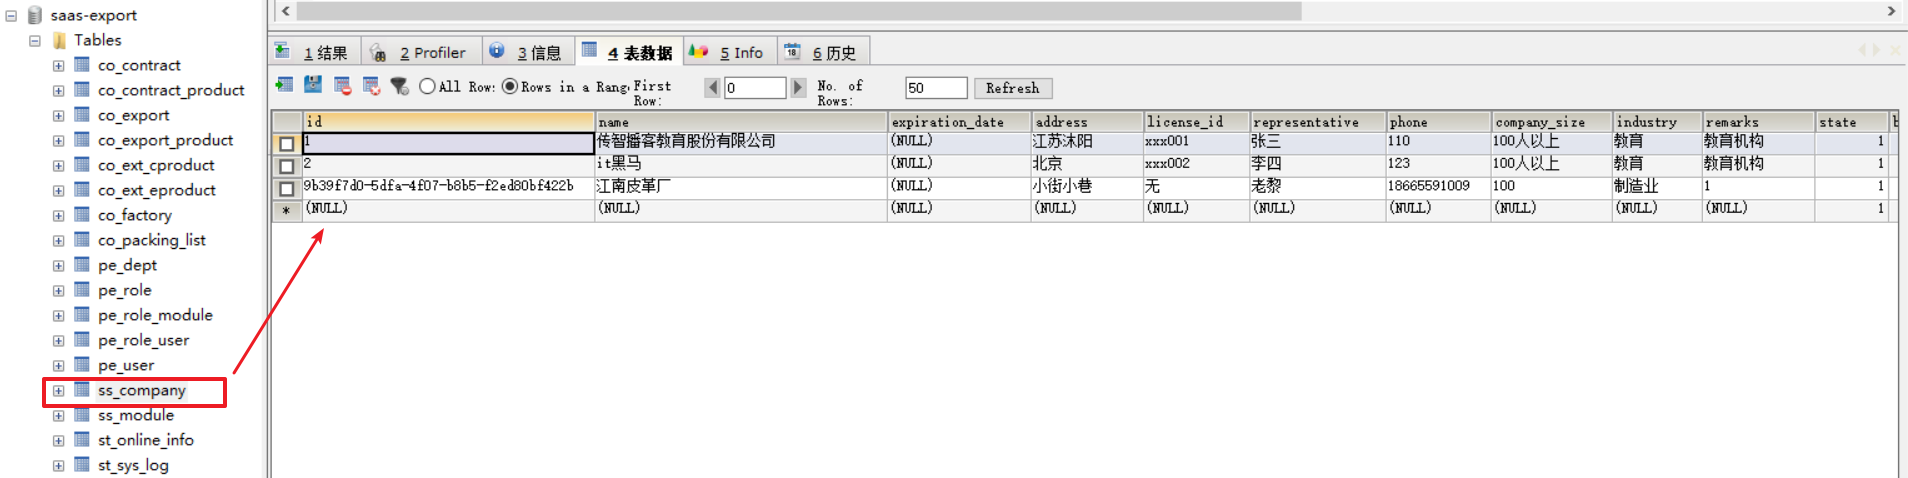 saas-export
Tables
co_contract
co_contract_product
co_export
co_export_product
co_ext_cproduct
co_ext_eproduct
co_factory
co_packing_list
pe_dept
pe_role
pe_role_module
pe_role_user
pe_user
ss_company
ss_module
st_online_info
st_sys_log
1 结果 2 Profiler 3 信息 4 表数据 5 Info 6 历史
All Row: Rows in a Rang First Row: 0 No. of Rows: 50 Refresh
id name expiration_date address license_id representative phone company_size industry remarks state b
1 传智播客教育股份有限公司 (NULL) 江苏沭阳 xxx001 张三 110 100人以上 教育 教育机构 1
2 it黑马 (NULL) 北京 xxx002 李四 123 100人以上 教育 教育机构 1
9b39f7d0-5dfa-4f07-b8b5-f2ed80bf422b 江南皮革厂 (NULL) 小街小巷 无 老黎 18665591009 100 制造业 1 1
* (NULL) (NULL) (NULL) (NULL) (NULL) (NULL) (NULL) (NULL) (NULL) (NULL) 1